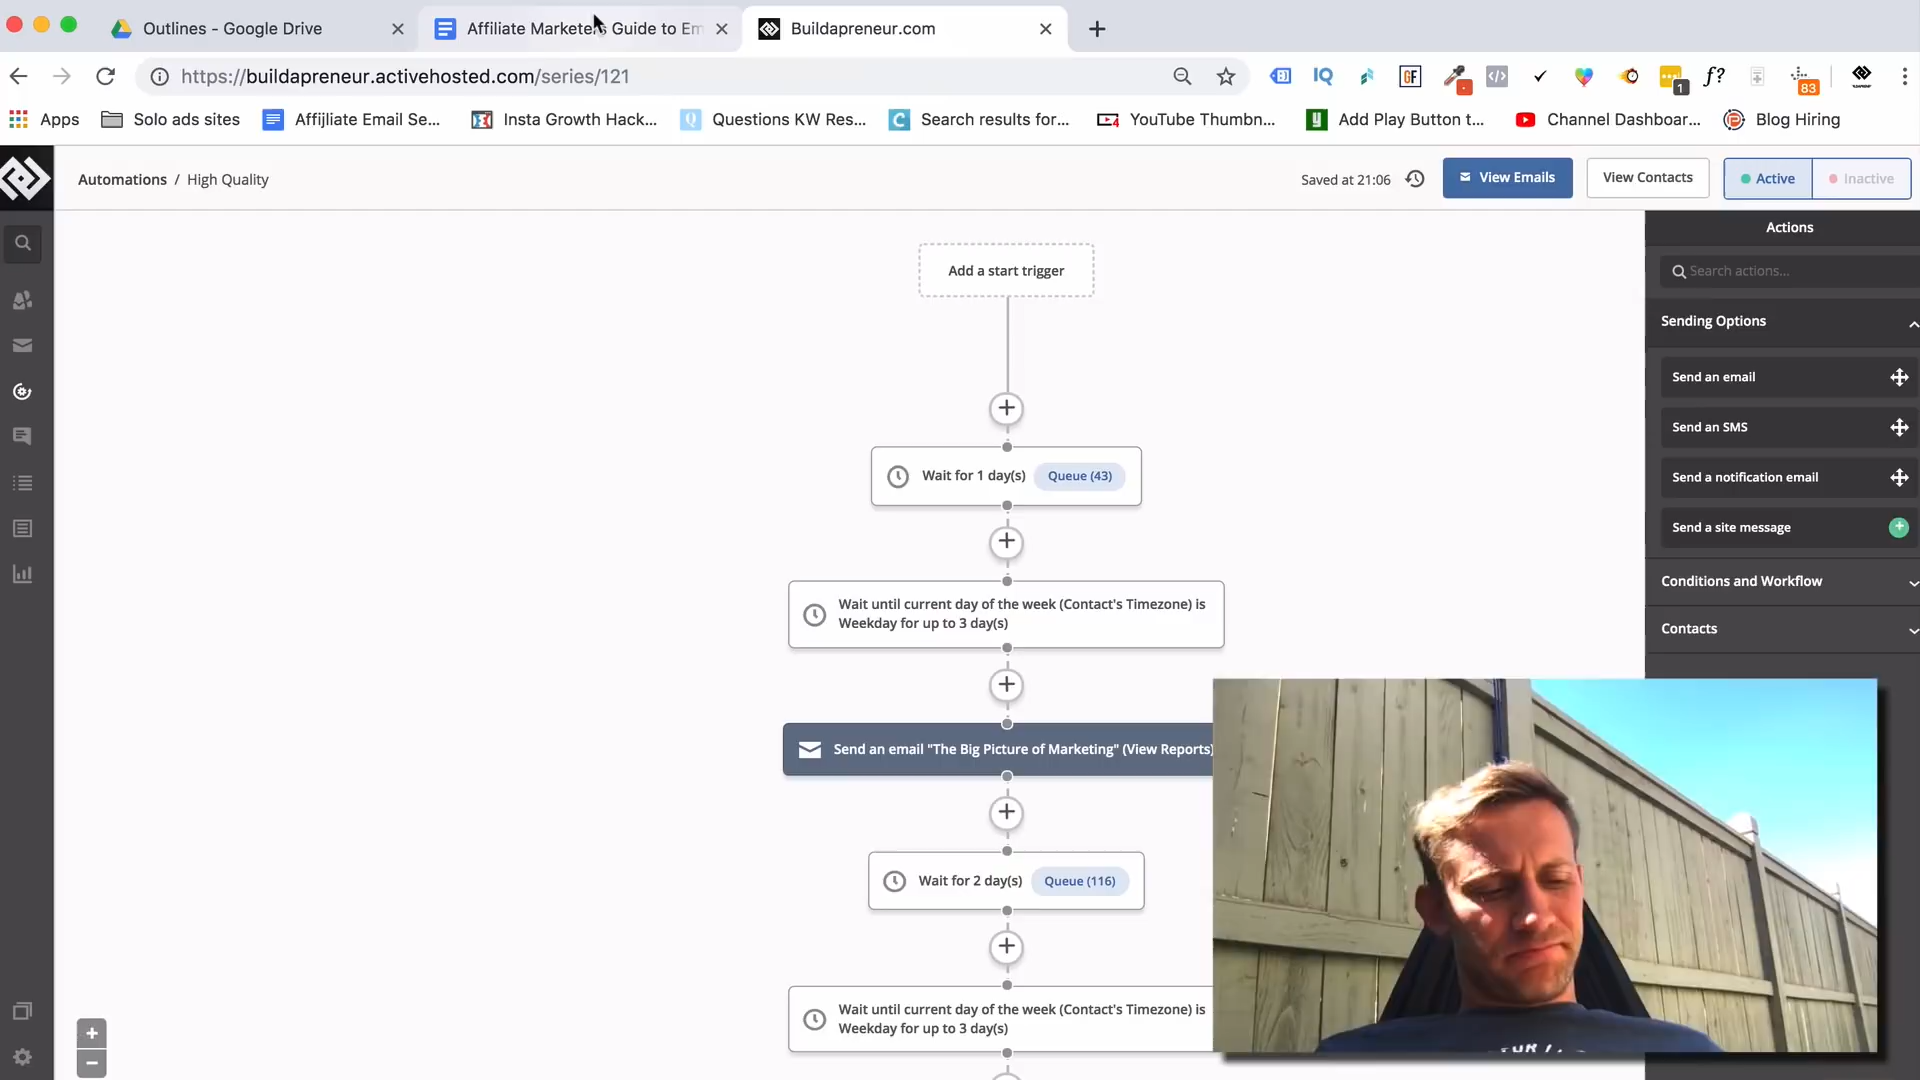 Outlines - Google Drive
Affiliate Marketers Guide to Em
Buildapreneur.com
https://buildapreneur.activehosted.com/series/121
IQ
GF
f?
1
83
Apps
Solo ads sites
Affijliate Email Se...
Insta Growth Hack...
Questions KW Res...
Search results for...
YouTube Thumbn...
Add Play Button t...
Channel Dashboar...
Blog Hiring
Automations / High Quality
Saved at 21:06
View Emails
View Contacts
Active
Inactive
Actions
Search actions...
Sending Options
Send an email
Send an SMS
Send a notification email
Send a site message
Conditions and Workflow
Contacts
Add a start trigger
Wait for 1 day(s) Queue (43)
Wait until current day of the week (Contact's Timezone) is
Weekday for up to 3 day(s)
Send an email "The Big Picture of Marketing" (View Reports)
Wait for 2 day(s) Queue (116)
Wait until current day of the week (Contact's Timezone) is
Weekday for up to 3 day(s)